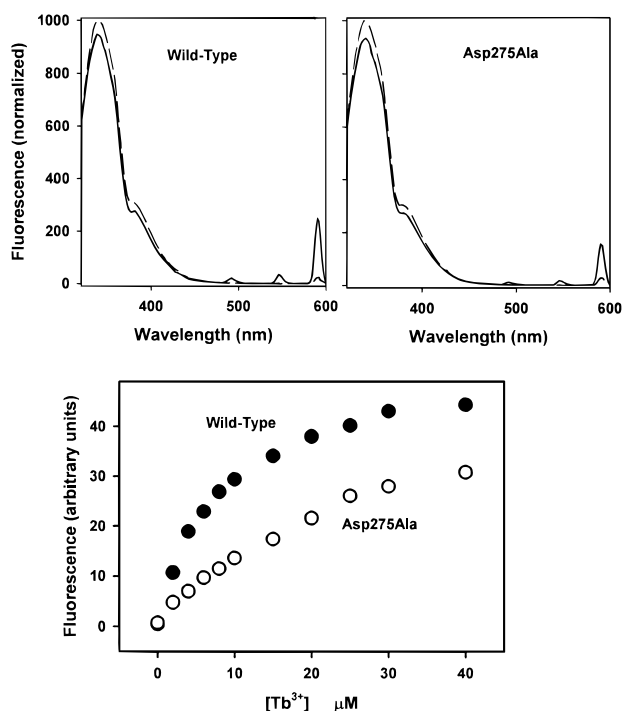 Fluorescence (normalized)
1000
800
600
400
200
0
Wild-Type
Asp275Ala
400
500
600
400
500
600
Wavelength (nm)
Wavelength (nm)
Fluorescence (arbitrary units)
40
30
20
10
0
Wild-Type
Asp275Ala
0
10
20
30
40
[Tb3+] μM